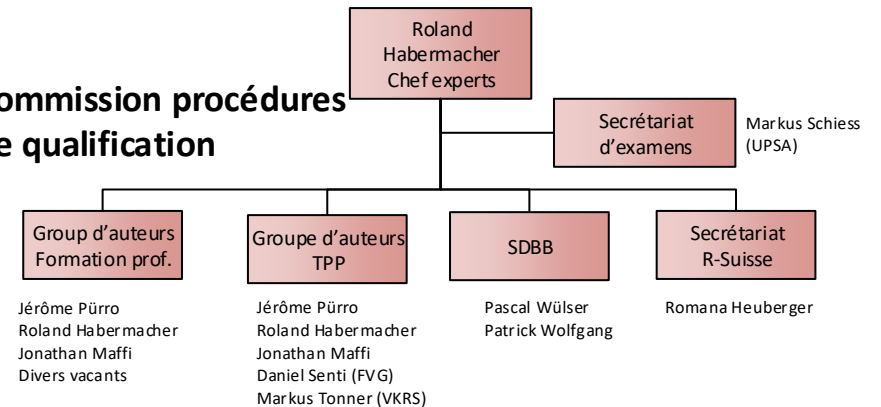 Roland
Habermacher
Chef experts
ommission procédures
e qualification
Secrétariat
d'examens
Markus Schiess
(UPSA)
Group d'auteurs
Formation prof.
Groupe d'auteurs
TPP
SDBB
Secrétariat
R-Suisse
Jérôme Pürro
Roland Habermacher
Jonathan Maffi
Divers vacants
Jérôme Pürro
Roland Habermacher
Jonathan Maffi
Daniel Senti (FVG)
Markus Tonner (VKRS)
Pascal Wülser
Patrick Wolfgang
Romana Heuberger